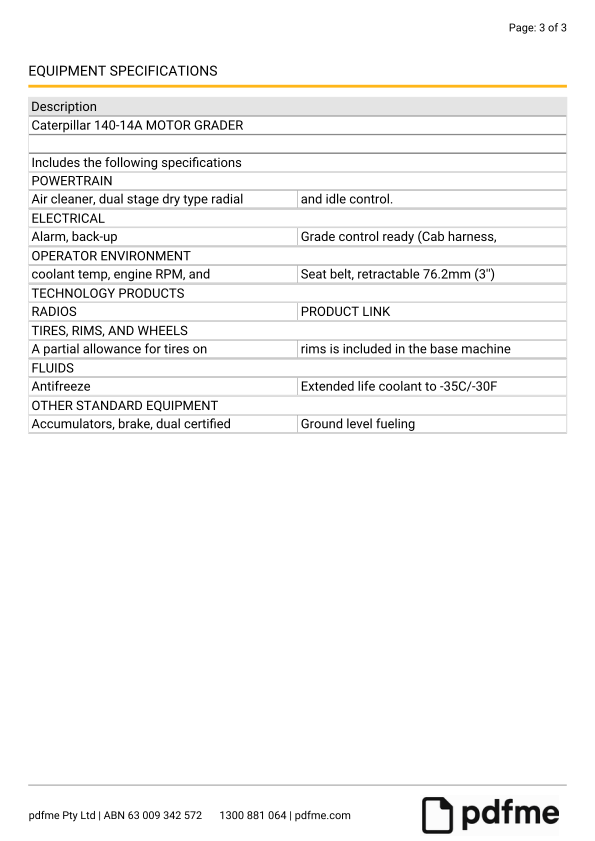 Page: 3 of 3
EQUIPMENT SPECIFICATIONS
Description
Caterpillar 140-14A MOTOR GRADER
Includes the following specifications
POWERTRAIN
Air cleaner, dual stage dry type radial and idle control.
ELECTRICAL
Alarm, back-up Grade control ready (Cab harness,
OPERATOR ENVIRONMENT
coolant temp, engine RPM, and Seat belt, retractable 76.2mm (3")
TECHNOLOGY PRODUCTS
RADIOS PRODUCT LINK
TIRES, RIMS, AND WHEELS
A partial allowance for tires on rims is included in the base machine
FLUIDS
Antifreeze Extended life coolant to -35C/-30F
OTHER STANDARD EQUIPMENT
Accumulators, brake, dual certified Ground level fueling
pdfme Pty Ltd | ABN 63 009 342 572 1300 881 064 | pdfme.com
pdfme